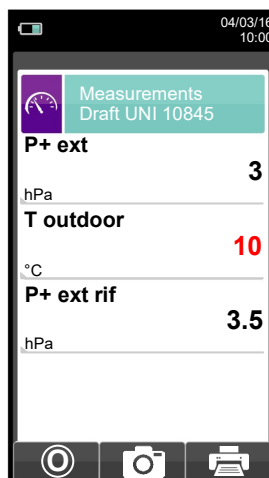 04/03/16
10:00
Measurements
Draft UNI 10845
P+ ext
3
hPa
T outdoor
10
°C
P+ ext rif
3.5
hPa